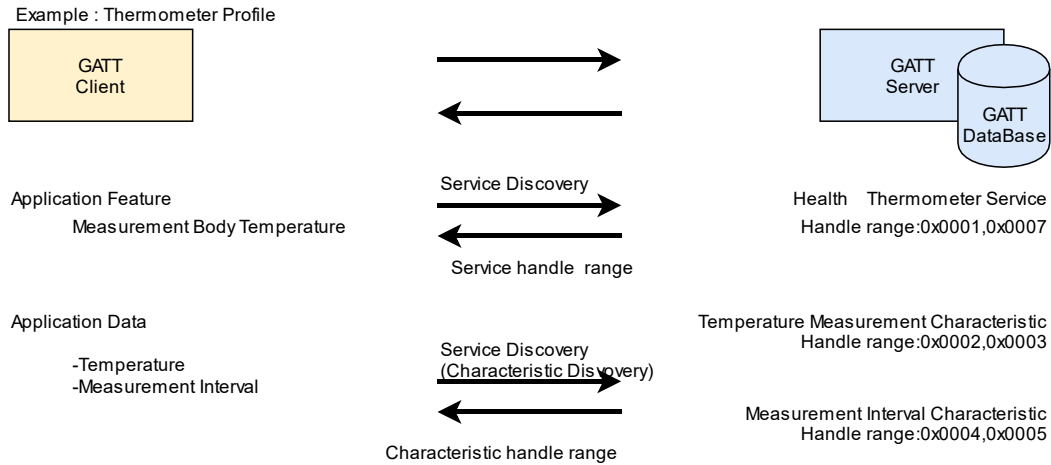 Example : Thermometer Profile
GATT
Client
GATT
Server
GATT
DataBase
Application Feature
Measurement Body Temperature
Service Discovery
Service handle range
Health Thermometer Service
Handle range:0x0001,0x0007
Application Data
-Temperature
-Measurement Interval
Service Discovery
(Characteristic Disvovery)
Characteristic handle range
Temperature Measurement Characteristic
Handle range:0x0002,0x0003
Measurement Interval Characteristic
Handle range:0x0004,0x0005